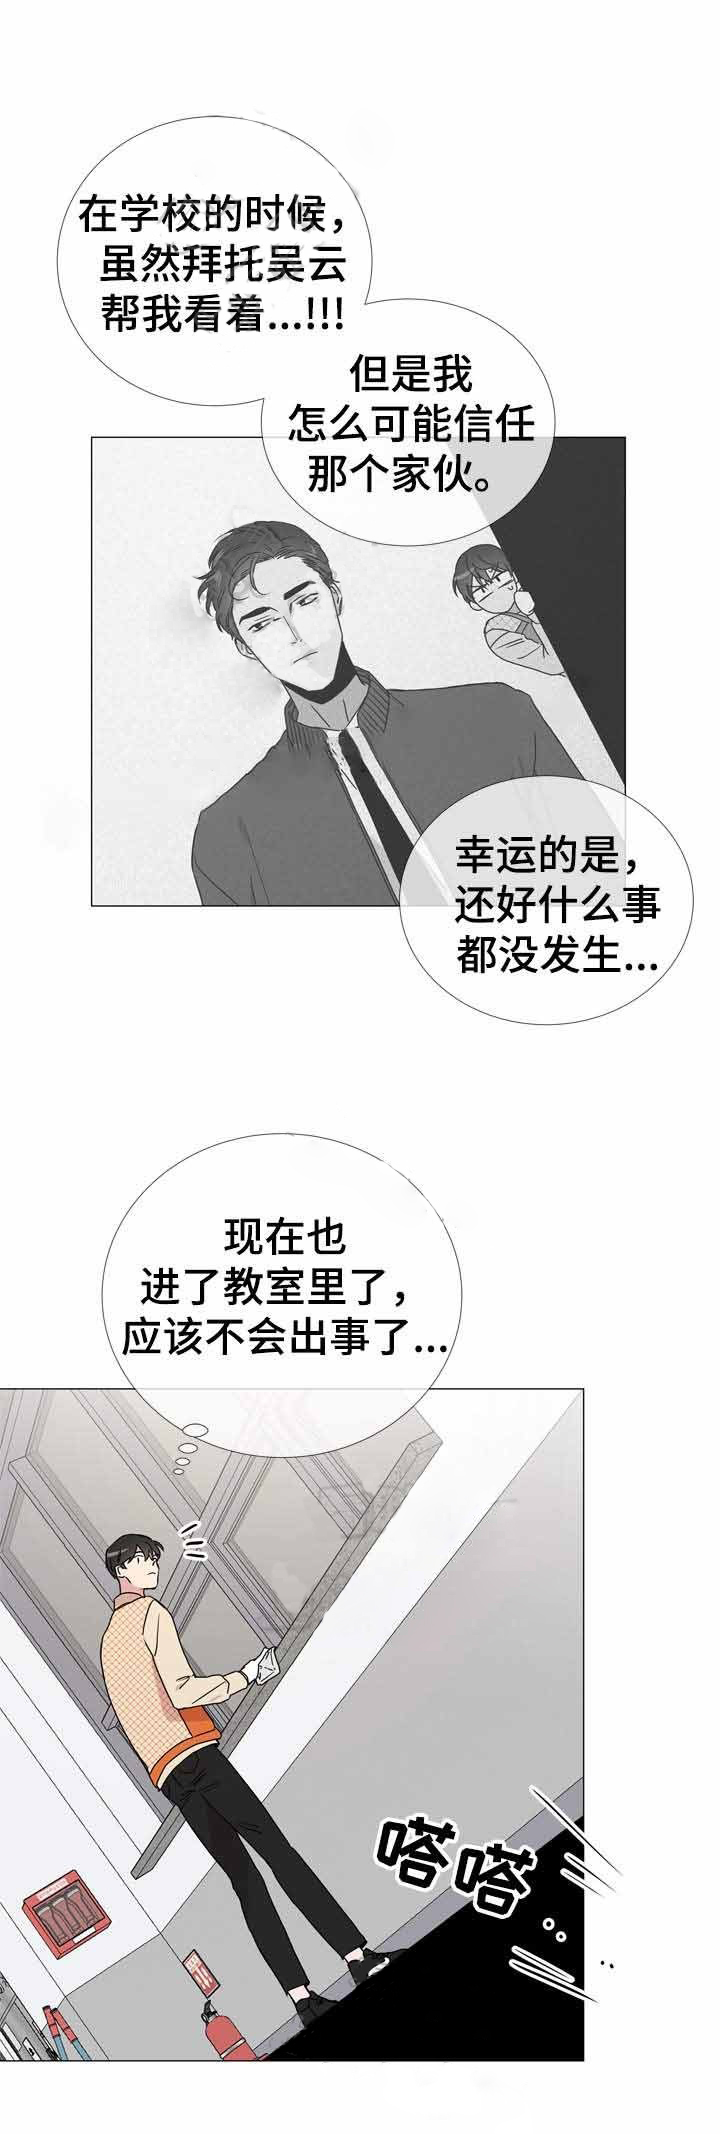 在学校的时候，
虽然拜托吴云
帮我看着...!!!
但是我
怎么可能信任
那个家伙。
幸运的是，
还好什么事
都没发生...
现在也
进了教室里了，
应该不会出事了...
嗒嗒